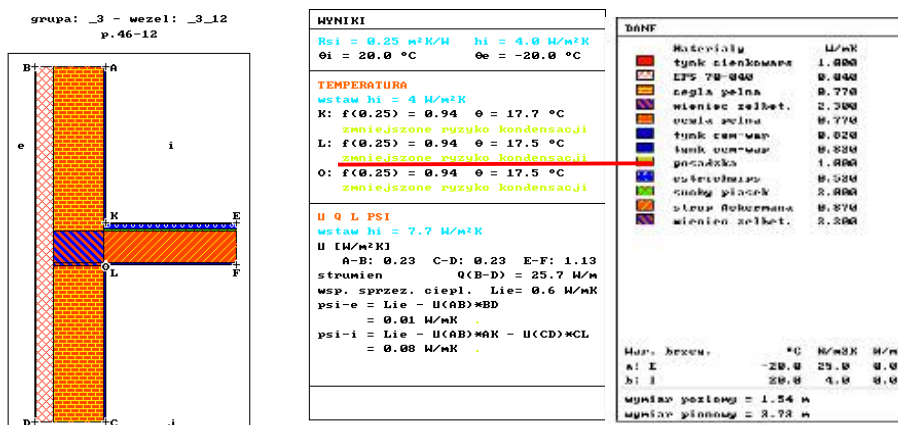 grupa: _3 - wezel: _3_12
p.46-12
B
A
e
i
K
E
O
L
F
D
C
i
WYNIKI
Rsi = 0.25 m²K/W hi = 4.0 W/m²K
θi = 20.0 °C θe = -20.0 °C
TEMPERATURA
wstaw hi = 4 W/m²K
K: f(0.25) = 0.94 θ = 17.7 °C
zmniejszone ryzyko kondensacji
L: f(0.25) = 0.94 θ = 17.5 °C
zmniejszone ryzyko kondensacji
O: f(0.25) = 0.94 θ = 17.5 °C
zmniejszone ryzyko kondensacji
U Q L PSI
wstaw hi = 7.7 W/m²K
U [W/m²K]
A-B: 0.23 C-D: 0.23 E-F: 1.13
strumien Q(B-D) = 25.7 W/m
wsp. sprzez. ciepl. Lie= 0.6 W/mK
psi-e = Lie - U(AB)*BD
= 0.01 W/mK .
psi-i = Lie - U(AB)*AK - U(CD)*CL
= 0.08 W/mK .
DANE
Materialy W/mK
tynk cienkowars 1.000
EPS 70-040 0.040
cegla pelna 0.770
wieniec zelbet. 2.300
cegla pelna 0.770
tynk cem-wap 0.820
tynk cem-wap 0.820
posadzka 1.000
estrichmiks 0.530
suchy piasek 2.000
strop Ackermana 0.870
wieniec zelbet. 2.300
War. brzew. °C W/m2K W/m
a: E -20.0 25.0 0.0
b: I 20.0 4.0 0.0
wymiar poziomy = 1.54 m
wymiar pionowy = 3.73 m